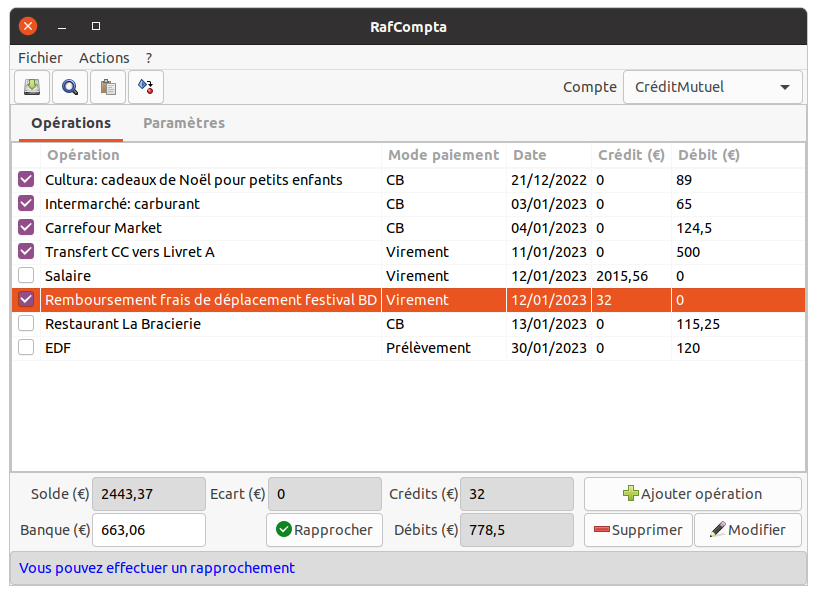 RafCompta
Fichier Actions ?
Compte CréditMutuel
Opérations Paramètres
Opération Mode paiement Date Crédit (€) Débit (€)
Cultura: cadeaux de Noël pour petits enfants CB 21/12/2022 0 89
Intermarché: carburant CB 03/01/2023 0 65
Carrefour Market CB 04/01/2023 0 124,5
Transfert CC vers Livret A Virement 11/01/2023 0 500
Salaire Virement 12/01/2023 2015,56 0
Remboursement frais de déplacement festival BD Virement 12/01/2023 32 0
Restaurant La Bracierie CB 13/01/2023 0 115,25
EDF Prélèvement 30/01/2023 0 120
Solde (€) 2443,37 Ecart (€) 0 Crédits (€) 32 Ajouter opération
Banque (€) 663,06 Rapprocher Débits (€) 778,5 Supprimer Modifier
Vous pouvez effectuer un rapprochement